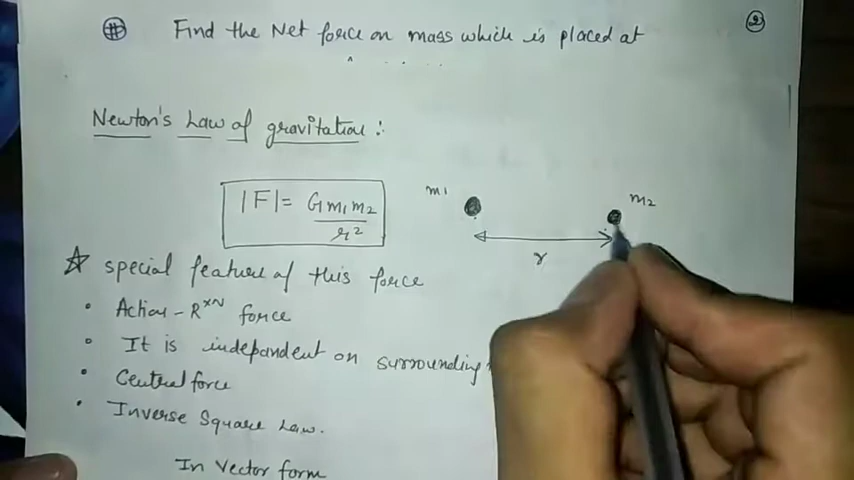 # Find the Net force on mass which is placed at
2
Newton's Law of gravitation :
|F| = Gm1m2/r²
m1
m2
r
☆ special feature of this force
• Action - Rxn force
• It is independent on surrounding
• Central force
• Inverse Square Law.
In vector form